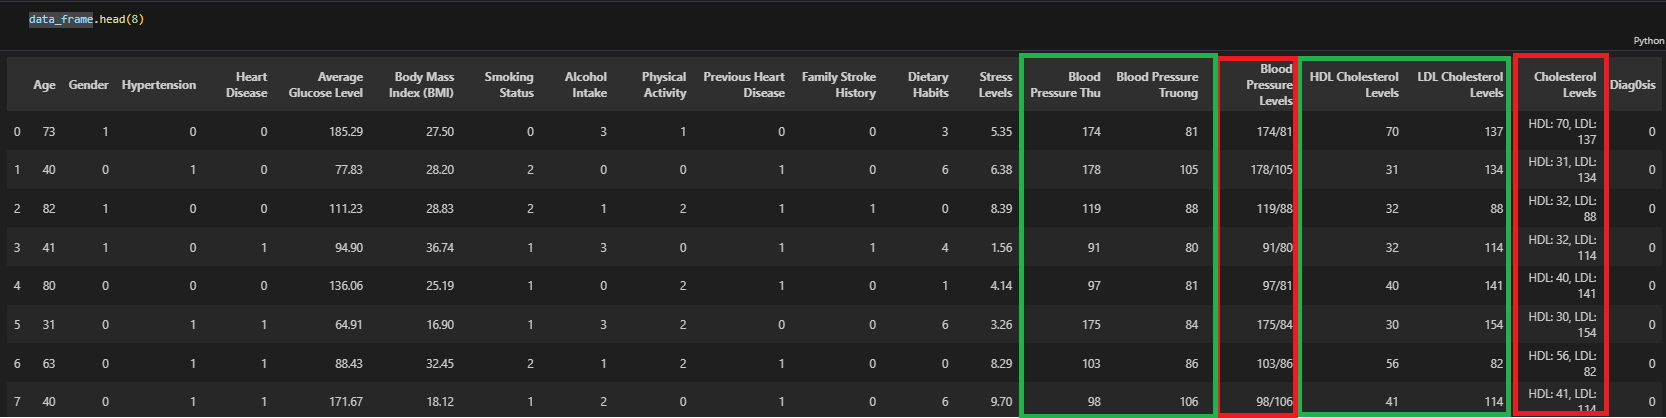 data_frame.head(8)
Python
Age Gender Hypertension Heart Disease Average Glucose Level Body Mass Index (BMI) Smoking Status Alcohol Intake Physical Activity Previous Heart Disease Family Stroke History Dietary Habits Stress Levels Blood Pressure Thu Blood Pressure Truong Blood Pressure Levels HDL Cholesterol Levels LDL Cholesterol Levels Cholesterol Levels Diag0sis
0 73 1 0 0 185.29 27.50 0 3 1 0 0 3 5.35 174 81 174/81 70 137 HDL: 70, LDL: 137 0
1 40 0 1 0 77.83 28.20 2 0 0 1 0 6 6.38 178 105 178/105 31 134 HDL: 31, LDL: 134 0
2 82 1 0 0 111.23 28.83 2 1 2 1 1 0 8.39 119 88 119/88 32 88 HDL: 32, LDL: 88 0
3 41 1 0 1 94.90 36.74 1 3 0 1 1 4 1.56 91 80 91/80 32 114 HDL: 32, LDL: 114 0
4 80 0 0 0 136.06 25.19 1 0 2 1 0 1 4.14 97 81 97/81 40 141 HDL: 40, LDL: 141 0
5 31 0 1 1 64.91 16.90 1 3 2 0 0 6 3.26 175 84 175/84 30 154 HDL: 30, LDL: 154 0
6 63 0 1 1 88.43 32.45 2 1 2 1 0 0 8.29 103 86 103/86 56 82 HDL: 56, LDL: 82 0
7 40 0 1 1 171.67 18.12 1 2 0 1 0 6 9.70 98 106 98/106 41 114 HDL: 41, LDL: 114 0